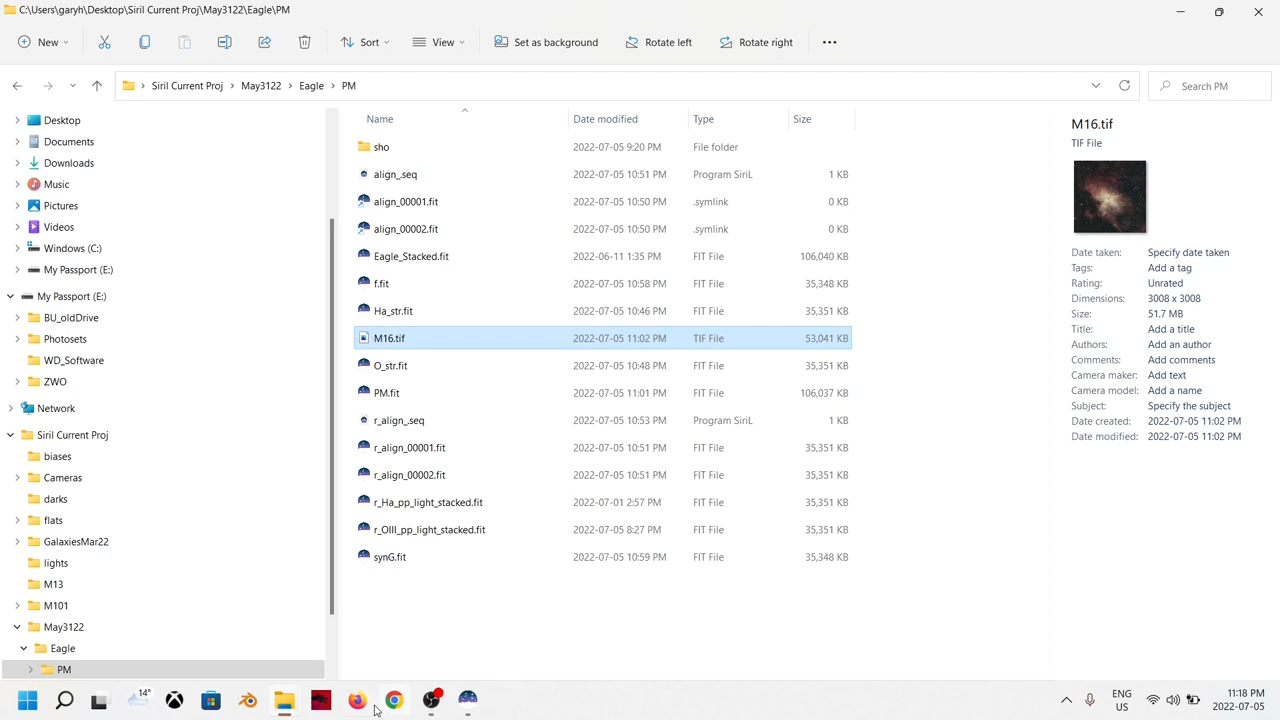 C:\Users\garyh\Desktop\Siril Current Proj\May3122\Eagle\PM
New Sort View Set as background Rotate left Rotate right
Siril Current Proj > May3122 > Eagle > PM Search PM
Desktop
Documents
Downloads
Music
Pictures
Videos
Windows (C:)
My Passport (E:)
My Passport (E:)
BU_oldDrive
Photosets
WD_Software
ZWO
Network
Siril Current Proj
biases
Cameras
darks
flats
GalaxiesMar22
lights
M13
M101
May3122
Eagle
PM
Name Date modified Type Size
sho 2022-07-05 9:20 PM File folder
align_.seq 2022-07-05 10:51 PM Program SiriL 1 KB
align_00001.fit 2022-07-05 10:50 PM .symlink 0 KB
align_00002.fit 2022-07-05 10:50 PM .symlink 0 KB
Eagle_Stacked.fit 2022-06-11 1:35 PM FIT File 106,040 KB
f.fit 2022-07-05 10:58 PM FIT File 35,348 KB
Ha_str.fit 2022-07-05 10:46 PM FIT File 35,351 KB
M16.tif 2022-07-05 11:02 PM TIF File 53,041 KB
O_str.fit 2022-07-05 10:48 PM FIT File 35,351 KB
PM.fit 2022-07-05 11:01 PM FIT File 106,037 KB
r_align_.seq 2022-07-05 10:53 PM Program SiriL 1 KB
r_align_00001.fit 2022-07-05 10:51 PM FIT File 35,351 KB
r_align_00002.fit 2022-07-05 10:51 PM FIT File 35,351 KB
r_Ha_pp_light_stacked.fit 2022-07-01 2:57 PM FIT File 35,351 KB
r_OIII_pp_light_stacked.fit 2022-07-05 8:27 PM FIT File 35,351 KB
synG.fit 2022-07-05 10:59 PM FIT File 35,348 KB
M16.tif
TIF File
Date taken: Specify date taken
Tags: Add a tag
Rating: Unrated
Dimensions: 3008 x 3008
Size: 51.7 MB
Title: Add a title
Authors: Add an author
Comments: Add comments
Camera maker: Add text
Camera model: Add a name
Subject: Specify the subject
Date created: 2022-07-05 11:02 PM
Date modified: 2022-07-05 11:02 PM
14°
ENG
US
11:18 PM
2022-07-05